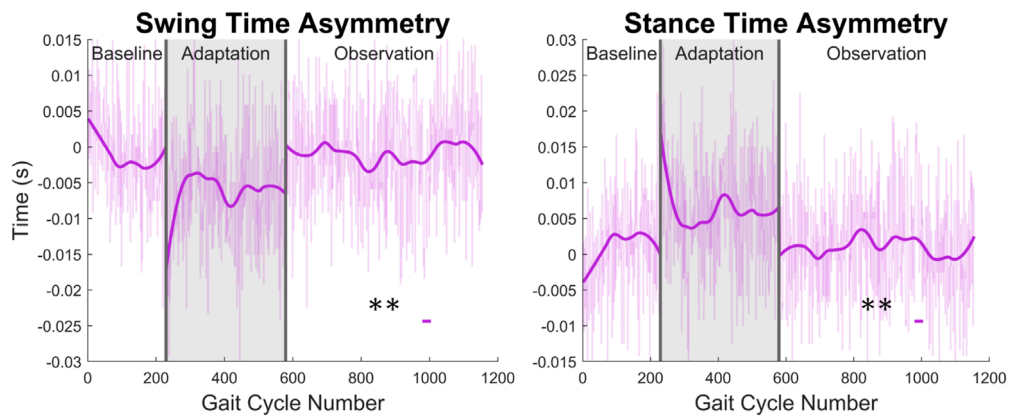 Swing Time Asymmetry
Baseline Adaptation Observation
0.015
0.01
0.005
0
-0.005
-0.01
-0.015
-0.02
-0.025
-0.03
Time (s)
**
0 200 400 600 800 1000 1200
Gait Cycle Number
Stance Time Asymmetry
Baseline Adaptation Observation
0.03
0.025
0.02
0.015
0.01
0.005
0
-0.005
-0.01
-0.015
**
0 200 400 600 800 1000 1200
Gait Cycle Number